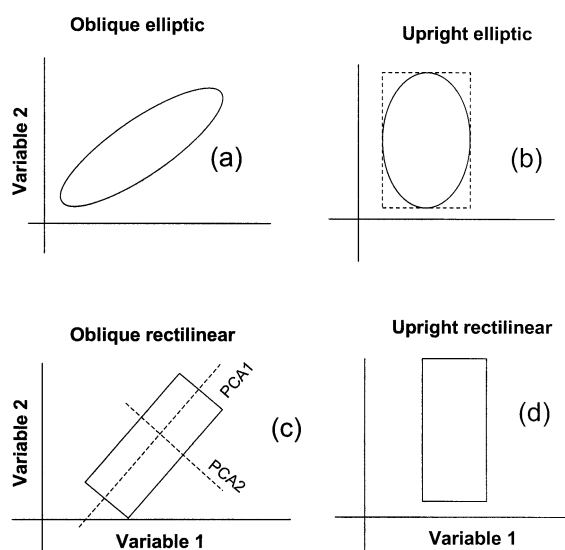 Oblique elliptic
Upright elliptic
Variable 2
(a)
(b)
Oblique rectilinear
Upright rectilinear
Variable 2
PCA1
PCA2
(c)
(d)
Variable 1
Variable 1